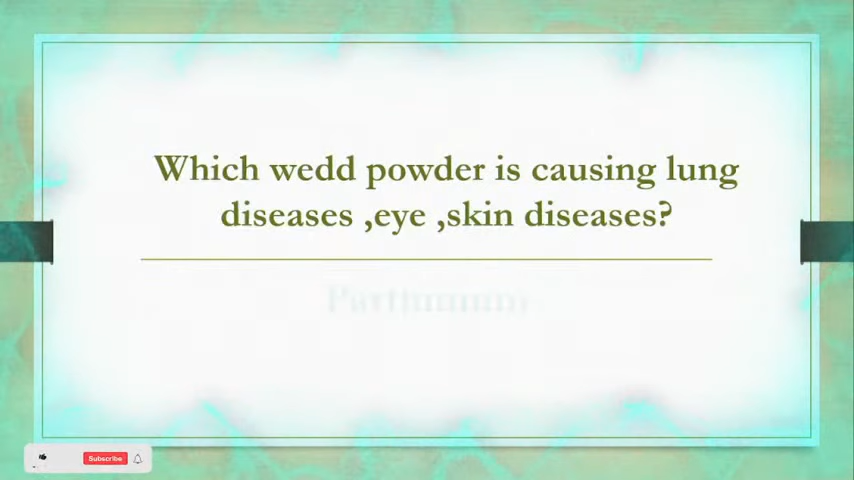 Which wedd powder is causing lung
diseases ,eye ,skin diseases?
Subscribe